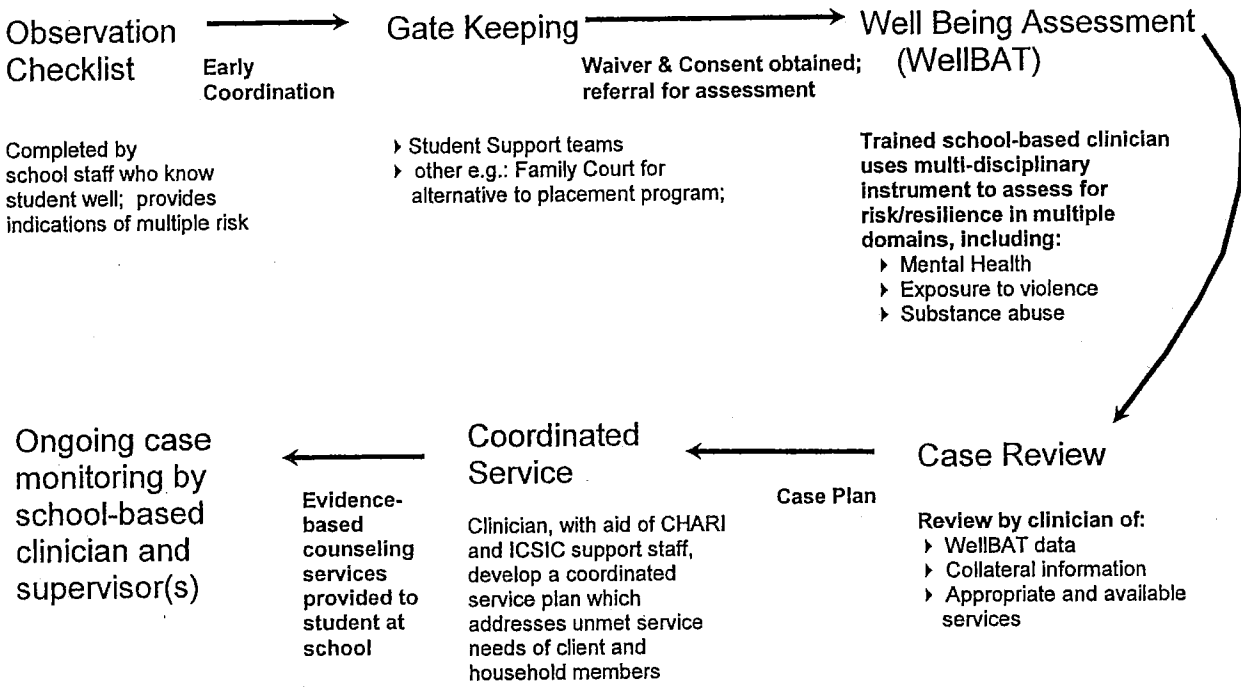 Observation
Checklist
Early
Coordination
Completed by
school staff who know
student well; provides
indications of multiple risk
Gate Keeping
Waiver & Consent obtained;
referral for assessment
Student Support teams
other e.g.: Family Court for
alternative to placement program;
Well Being Assessment
(WellBAT)
Trained school-based clinician
uses multi-disciplinary
instrument to assess for
risk/resilience in multiple
domains, including:
Mental Health
Exposure to violence
Substance abuse
Case Review
Review by clinician of:
WellBAT data
Collateral information
Appropriate and available
services
Case Plan
Coordinated
Service
Clinician, with aid of CHARI
and ICSIC support staff,
develop a coordinated
service plan which
addresses unmet service
needs of client and
household members
Evidence-
based
counseling
services
provided to
student at
school
Ongoing case
monitoring by
school-based
clinician and
supervisor(s)